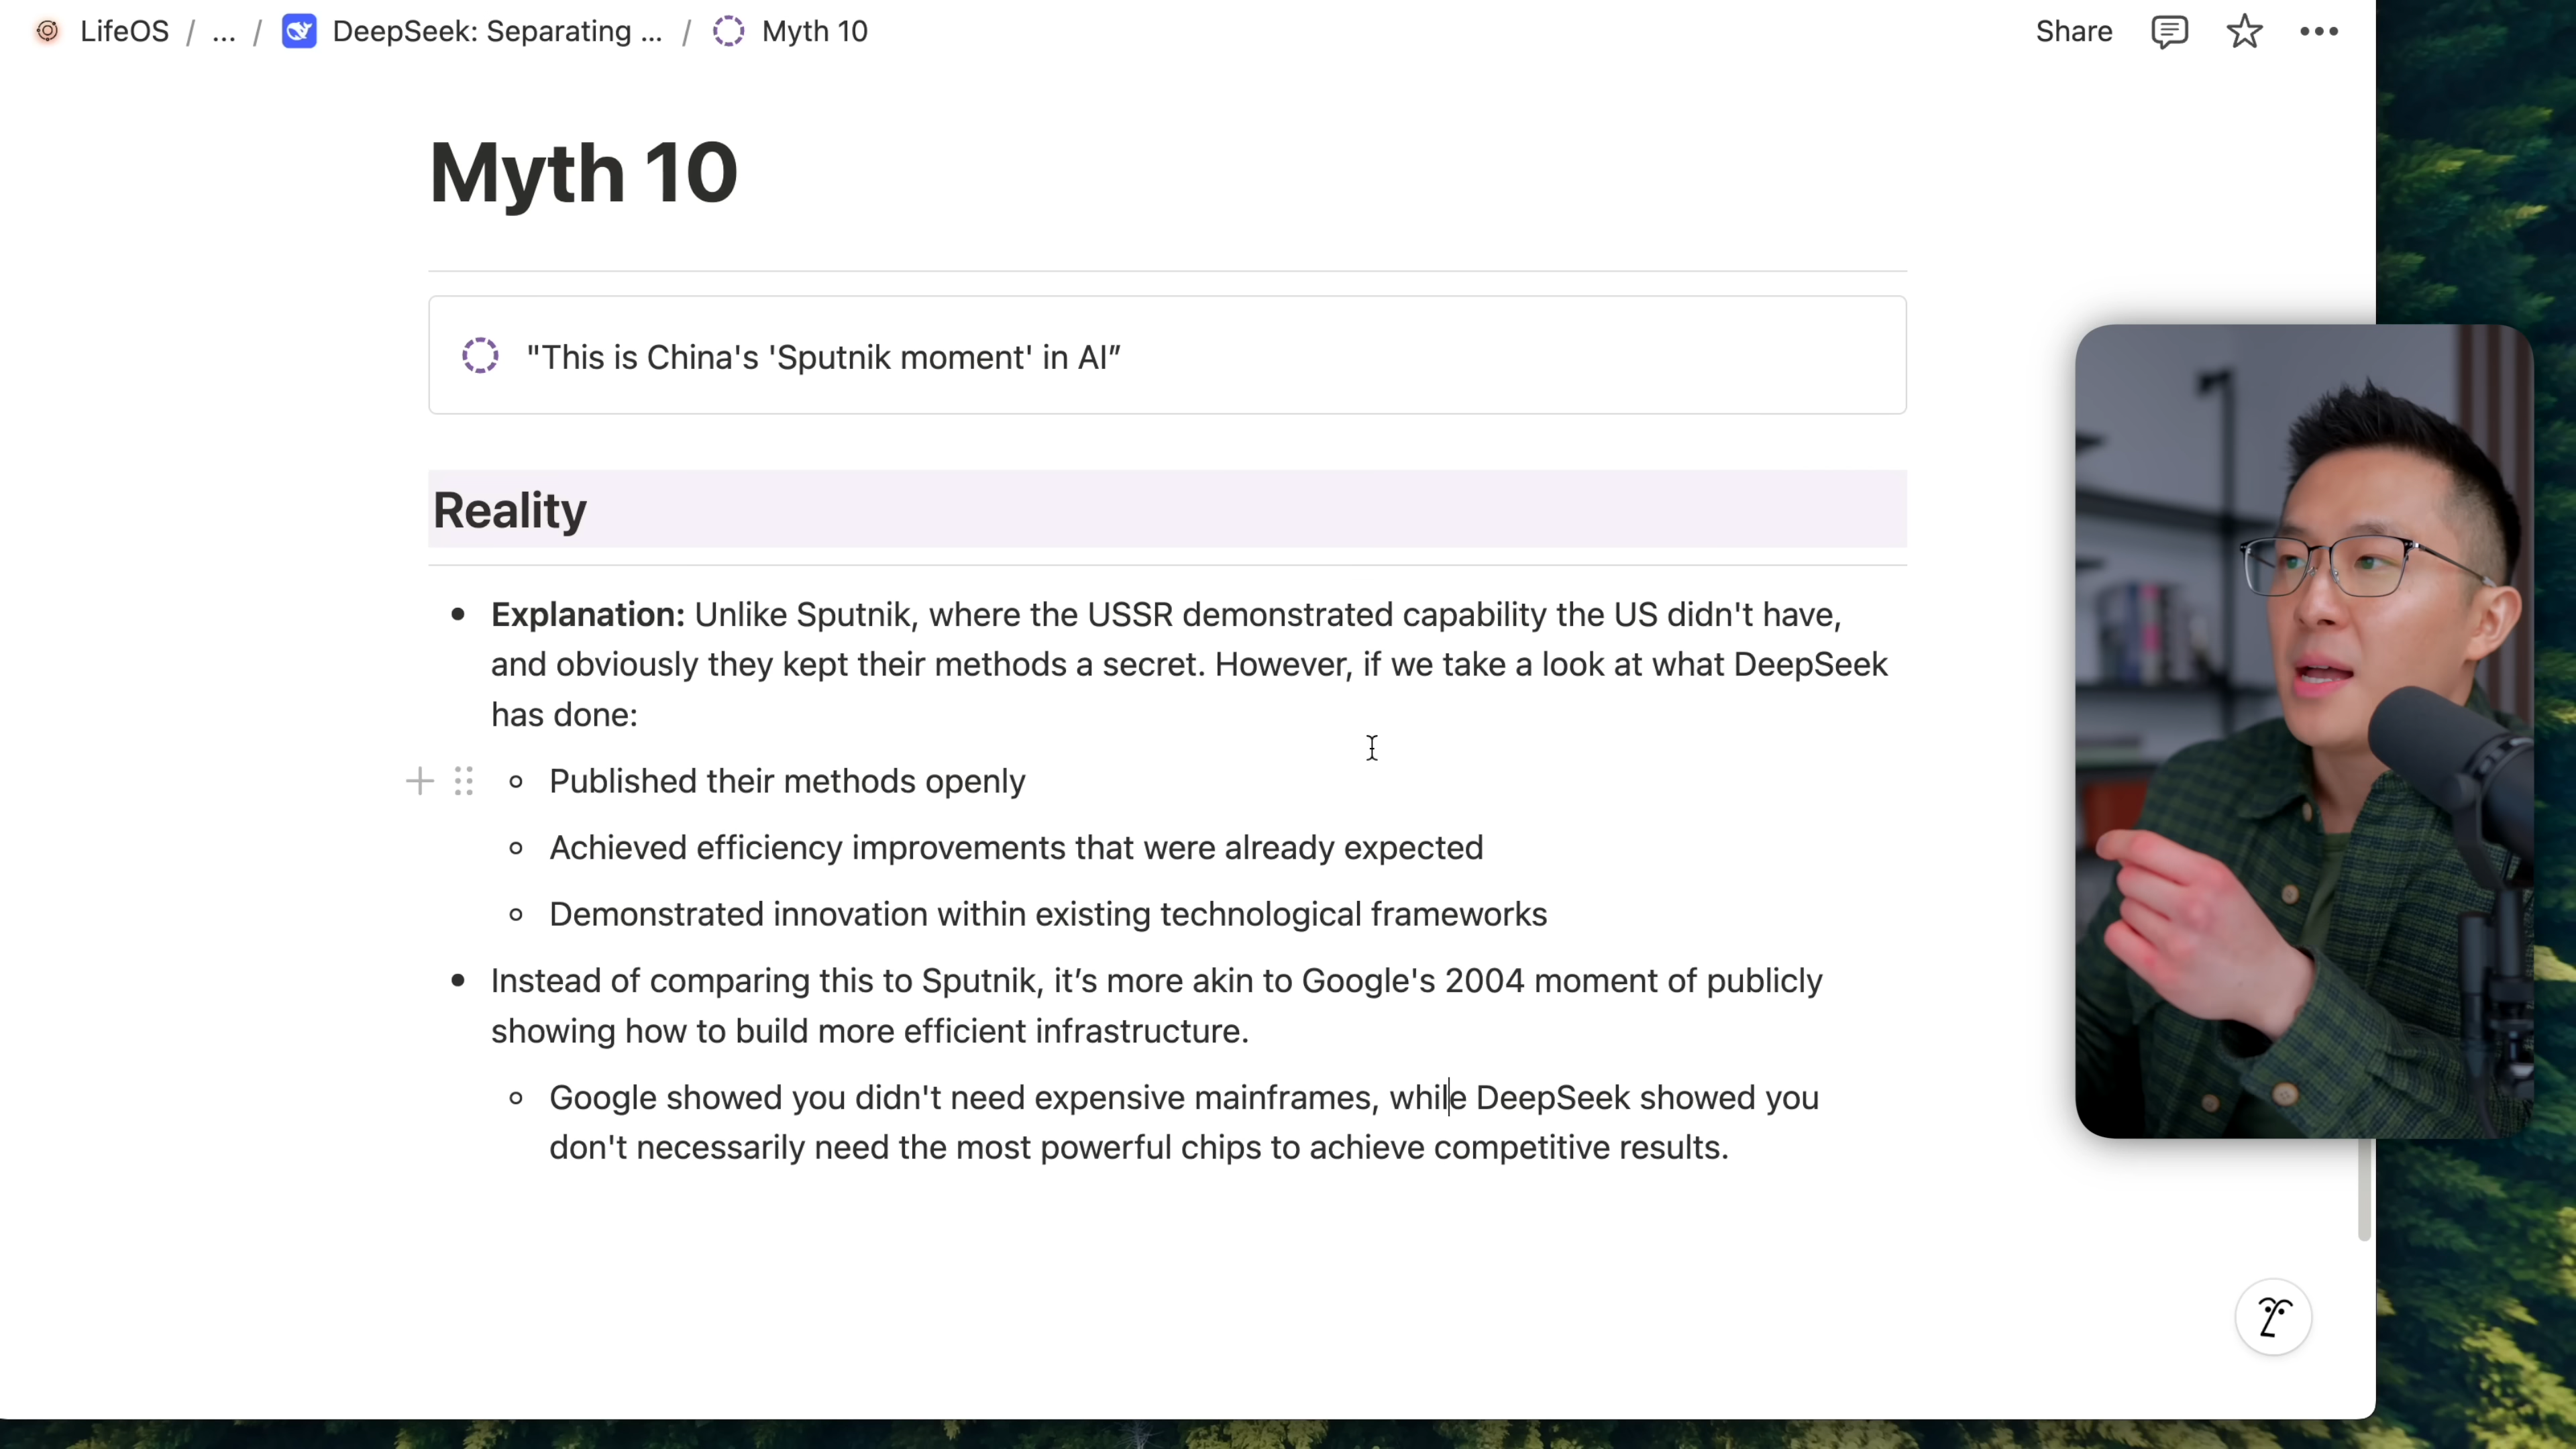 LifeOS / ... / DeepSeek: Separating ... / Myth 10
Share
Myth 10
"This is China's 'Sputnik moment' in AI”
Reality
Explanation: Unlike Sputnik, where the USSR demonstrated capability the US didn't have,
and obviously they kept their methods a secret. However, if we take a look at what DeepSeek
has done:
Published their methods openly
Achieved efficiency improvements that were already expected
Demonstrated innovation within existing technological frameworks
Instead of comparing this to Sputnik, it’s more akin to Google's 2004 moment of publicly
showing how to build more efficient infrastructure.
Google showed you didn't need expensive mainframes, while DeepSeek showed you
don't necessarily need the most powerful chips to achieve competitive results.